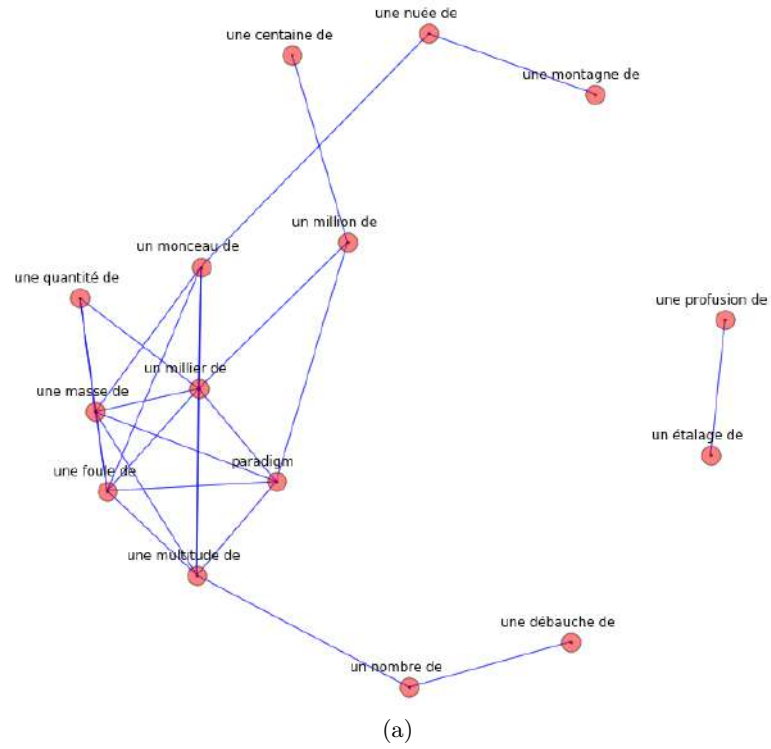 une nuée de
une centaine de
une montagne de
un million de
un monceau de
une quantité de
une profusion de
un millier de
une masse de
un étalage de
paradigm
une foule de
une multitude de
une débauche de
un nombre de
(a)